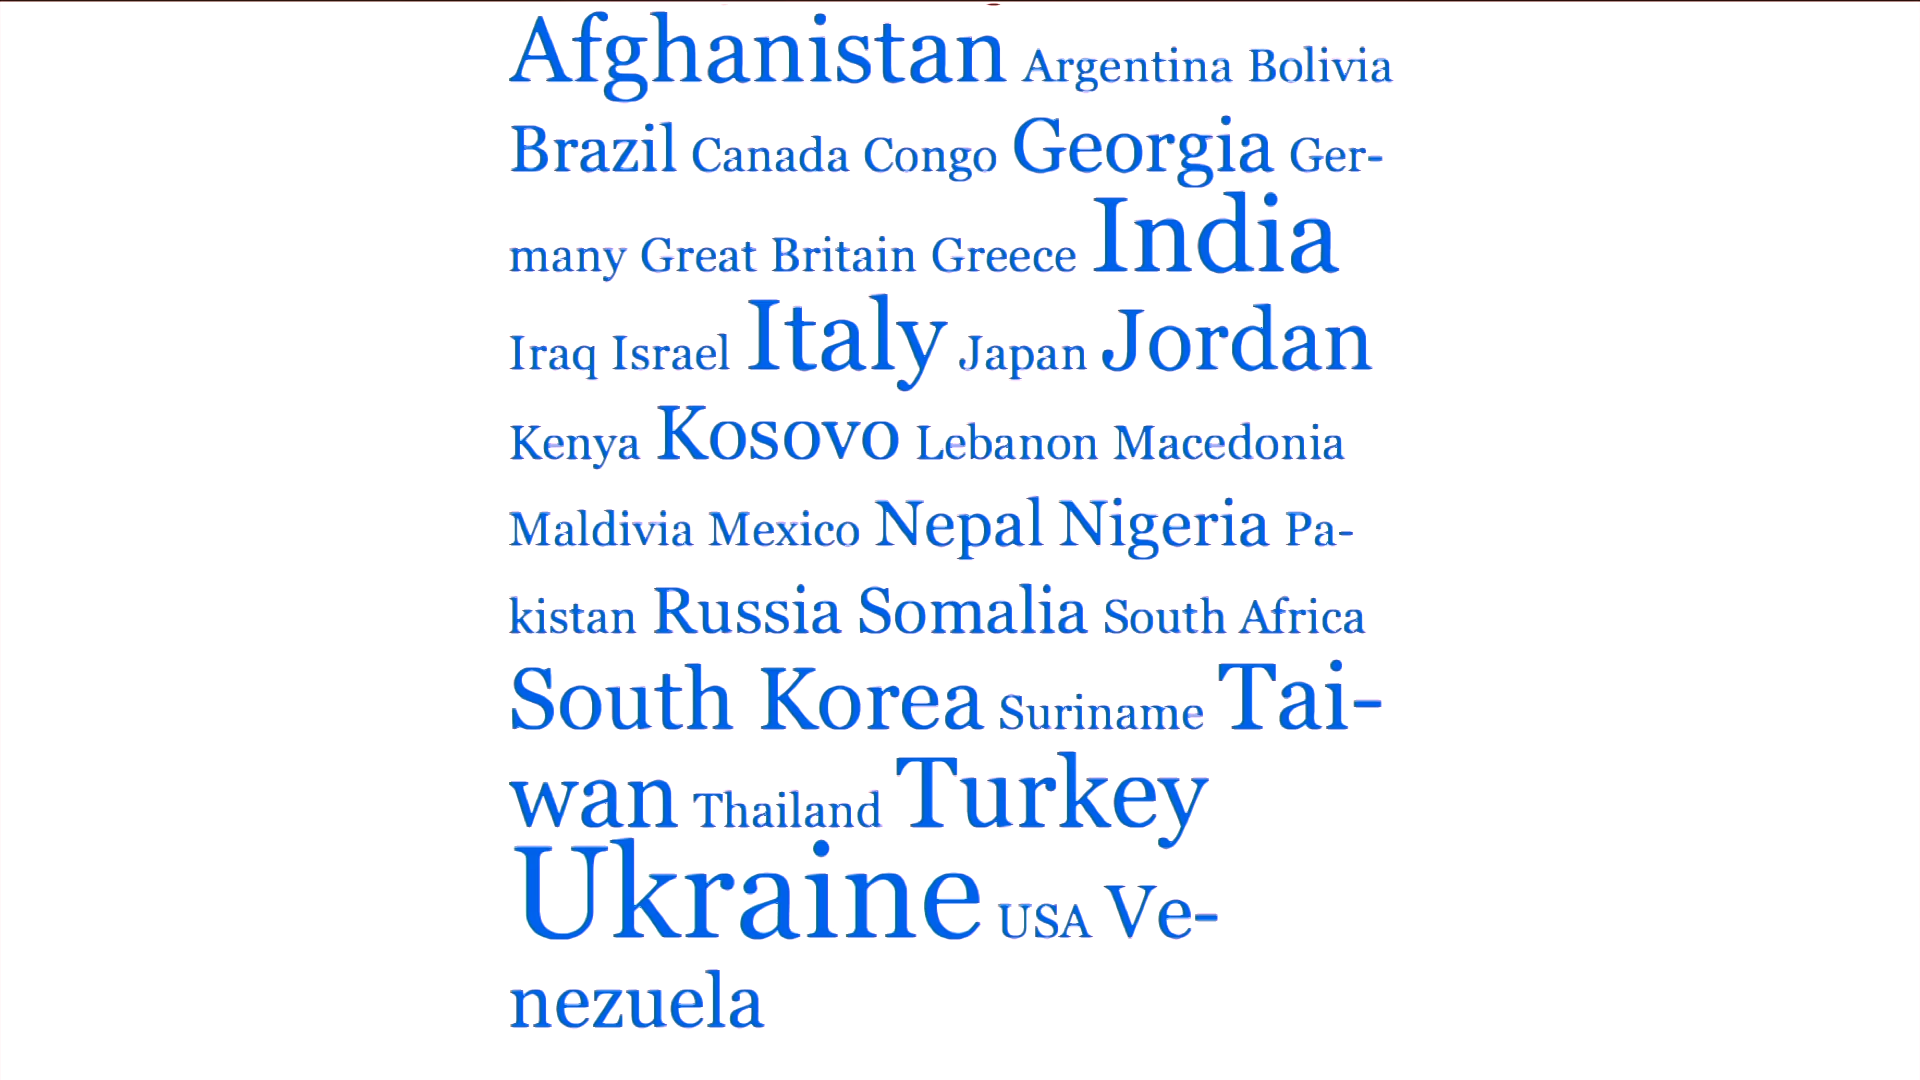 Afghanistan Argentina Bolivia
Brazil Canada Congo Georgia Ger-
many Great Britain Greece India
Iraq Israel Italy Japan Jordan
Kenya Kosovo Lebanon Macedonia
Maldivia Mexico Nepal Nigeria Pa-
kistan Russia Somalia South Africa
South Korea Suriname Tai-
wan Thailand Turkey
Ukraine USA Ve-
nezuela